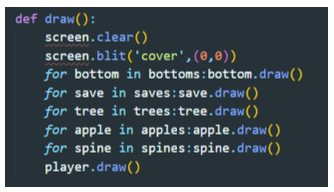 def draw():
    screen.clear()
    screen.blit('cover',(0,0))
    for bottom in bottoms:bottom.draw()
    for save in saves:save.draw()
    for tree in trees:tree.draw()
    for apple in apples:apple.draw()
    for spine in spines:spine.draw()
    player.draw()